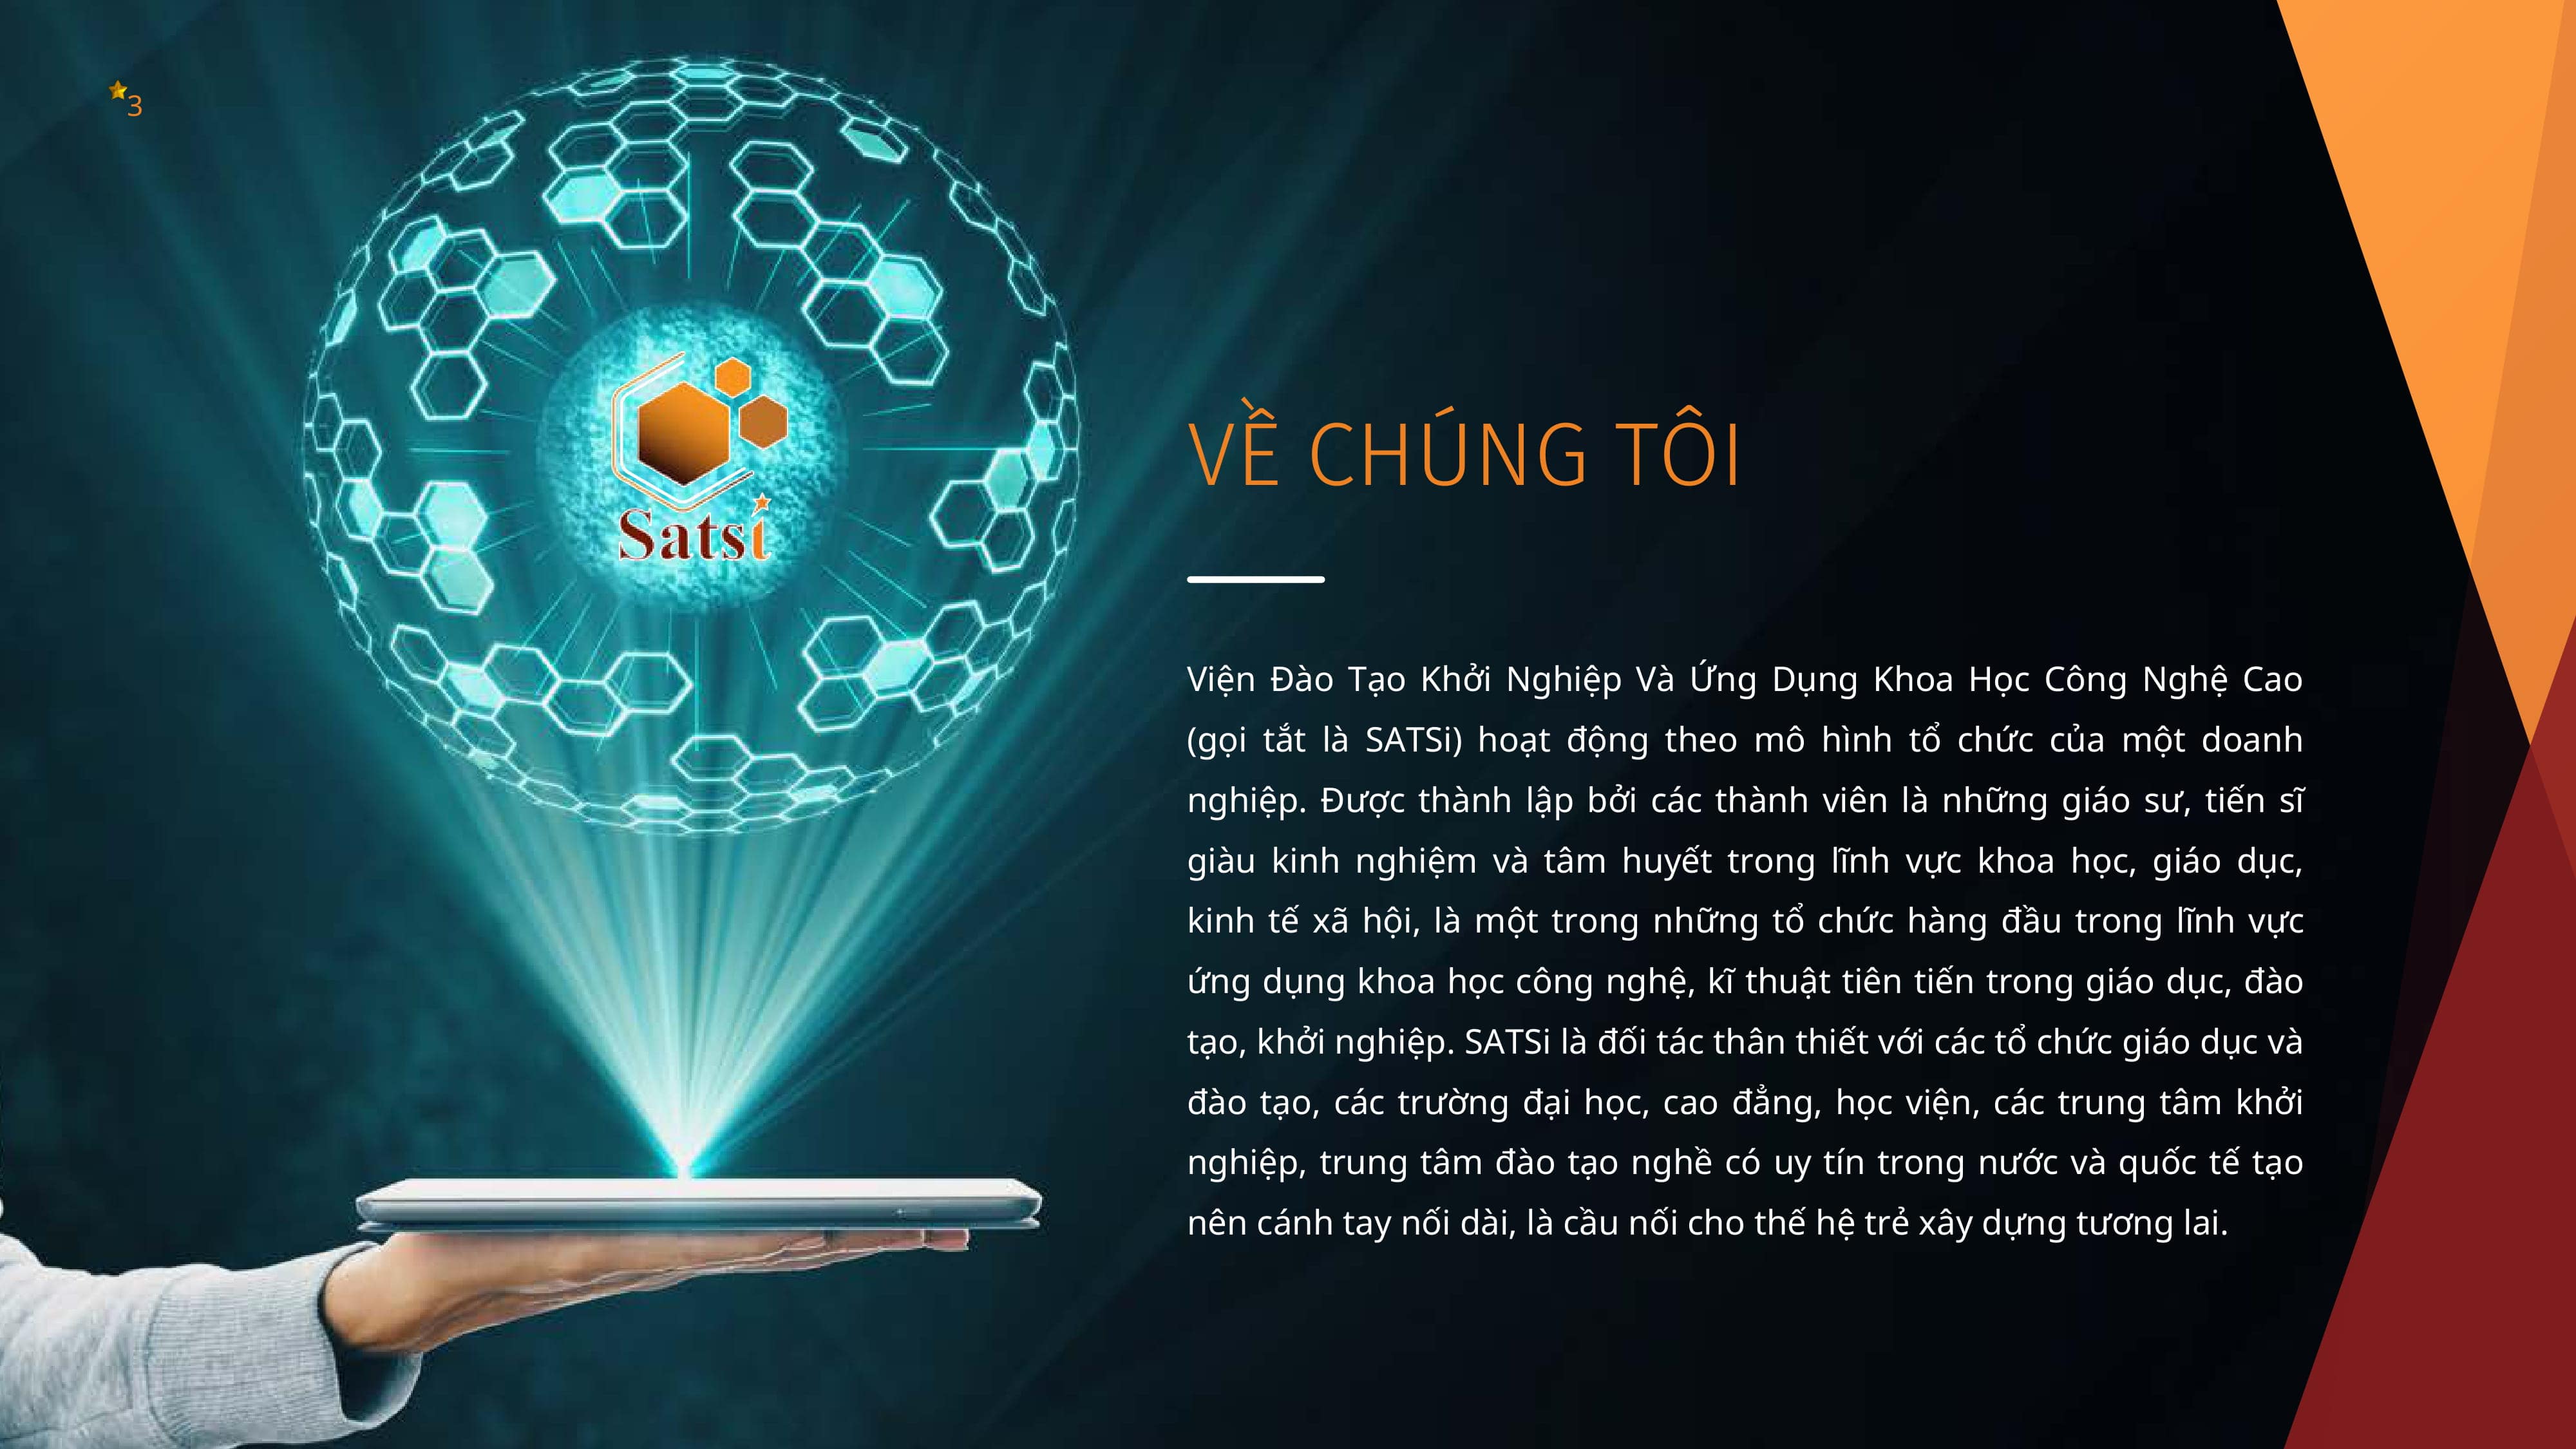 3
Satsi
VỀ CHÚNG TÔI
Viện Đào Tạo Khởi Nghiệp Và Ứng Dụng Khoa Học Công Nghệ Cao
(gọi tắt là SATSi) hoạt động theo mô hình tổ chức của một doanh
nghiệp. Được thành lập bởi các thành viên là những giáo sư, tiến sĩ
giàu kinh nghiệm và tâm huyết trong lĩnh vực khoa học, giáo dục,
kinh tế xã hội, là một trong những tổ chức hàng đầu trong lĩnh vực
ứng dụng khoa học công nghệ, kĩ thuật tiên tiến trong giáo dục, đào
tạo, khởi nghiệp. SATSi là đối tác thân thiết với các tổ chức giáo dục và
đào tạo, các trường đại học, cao đẳng, học viện, các trung tâm khởi
nghiệp, trung tâm đào tạo nghề có uy tín trong nước và quốc tế tạo
nên cánh tay nối dài, là cầu nối cho thế hệ trẻ xây dựng tương lai.